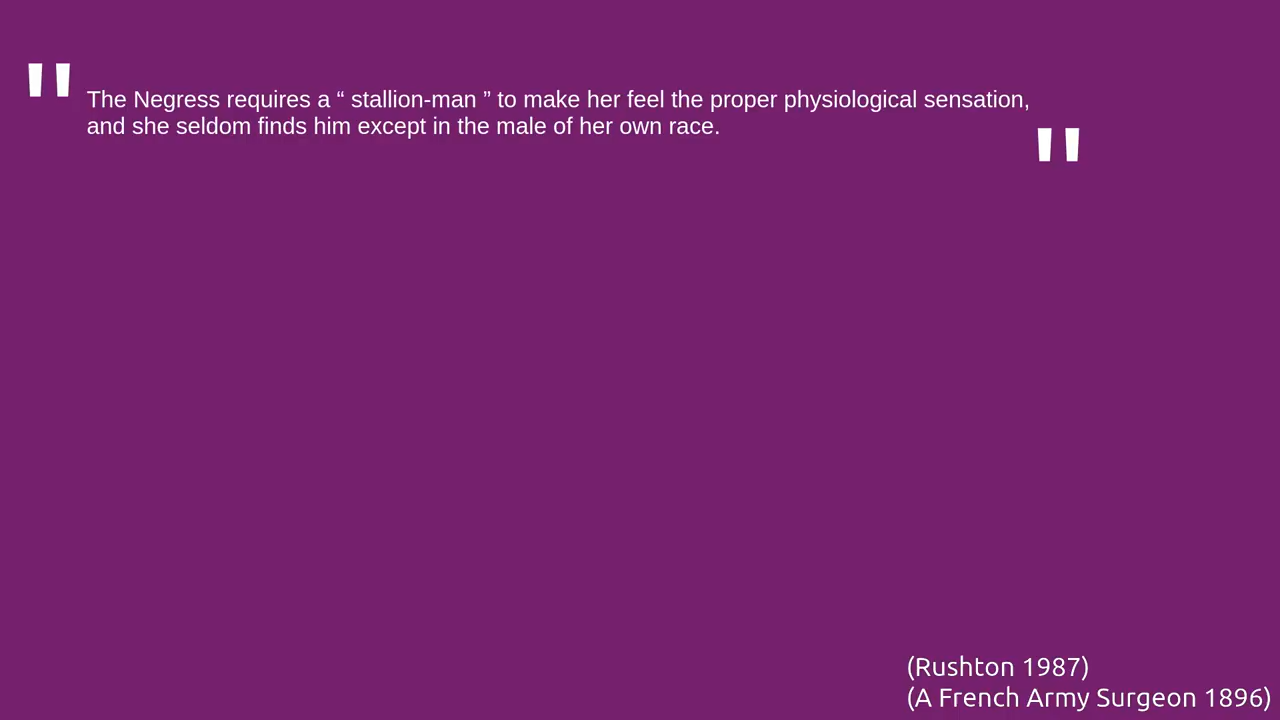 "
The Negress requires a “ stallion-man ” to make her feel the proper physiological sensation,
and she seldom finds him except in the male of her own race.
"
(Rushton 1987)
(A French Army Surgeon 1896)